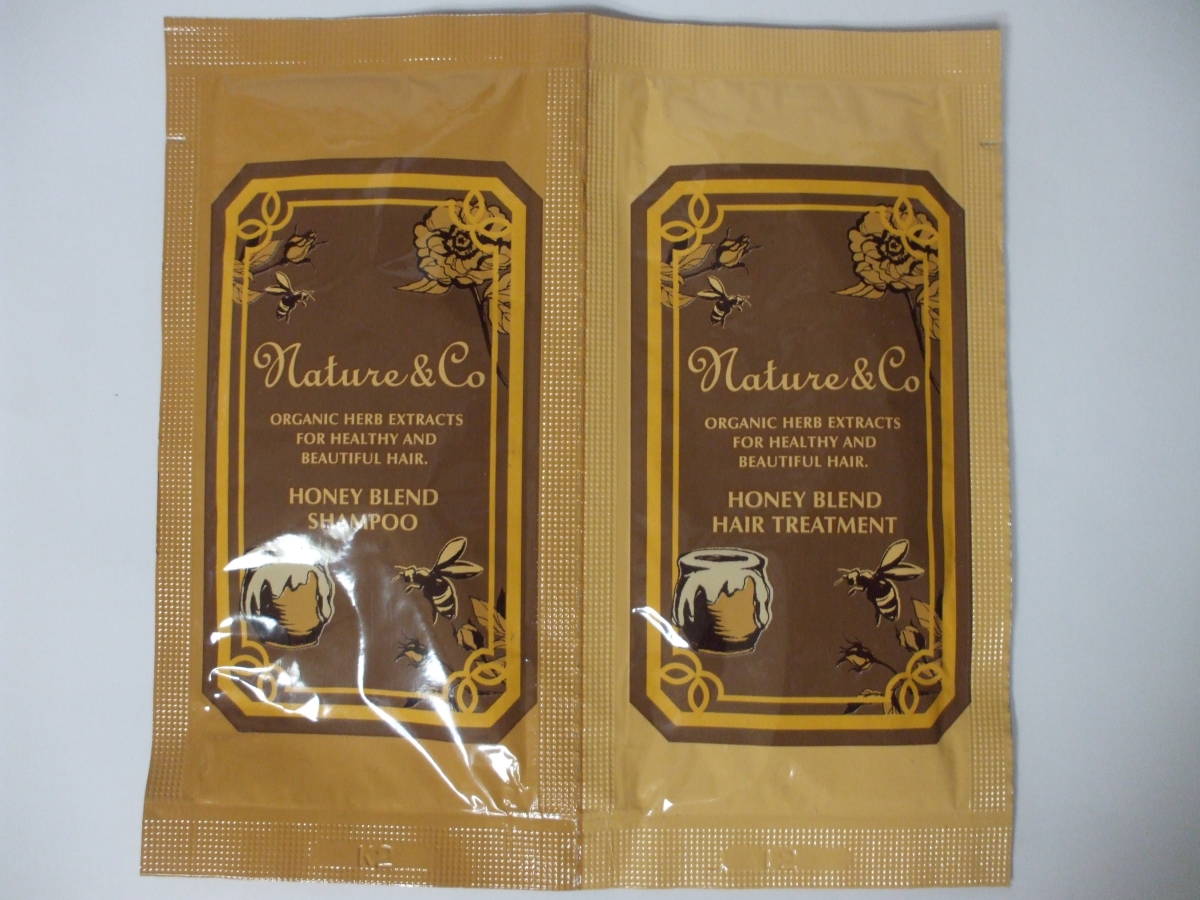 Nature & Co
ORGANIC HERB EXTRACTS
FOR HEALTHY AND
BEAUTIFUL HAIR.
HONEY BLEND
SHAMPOO
K2
Nature & Co
ORGANIC HERB EXTRACTS
FOR HEALTHY AND
BEAUTIFUL HAIR.
HONEY BLEND
HAIR TREATMENT